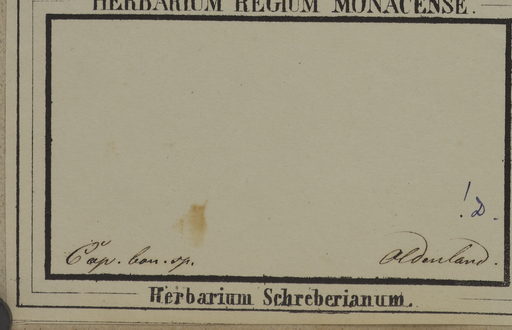 HERBARIUM REGIUM MONACENSE.
! D.
Cap. bon. sp. Oldenland.
Herbarium Schreberianum.